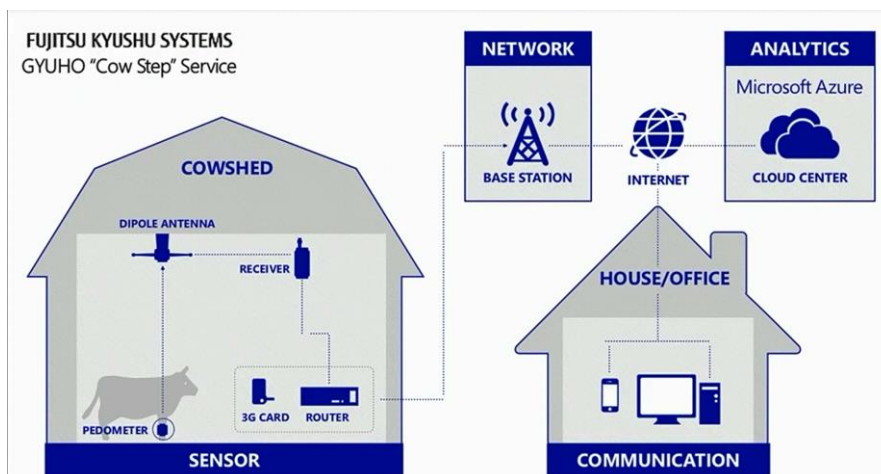 FUJITSU KYUSHU SYSTEMS
GYUHO "Cow Step" Service
COWSHED
DIPOLE ANTENNA
RECEIVER
3G CARD
ROUTER
PEDOMETER
SENSOR
NETWORK
BASE STATION
INTERNET
ANALYTICS
Microsoft Azure
CLOUD CENTER
HOUSE/OFFICE
COMMUNICATION